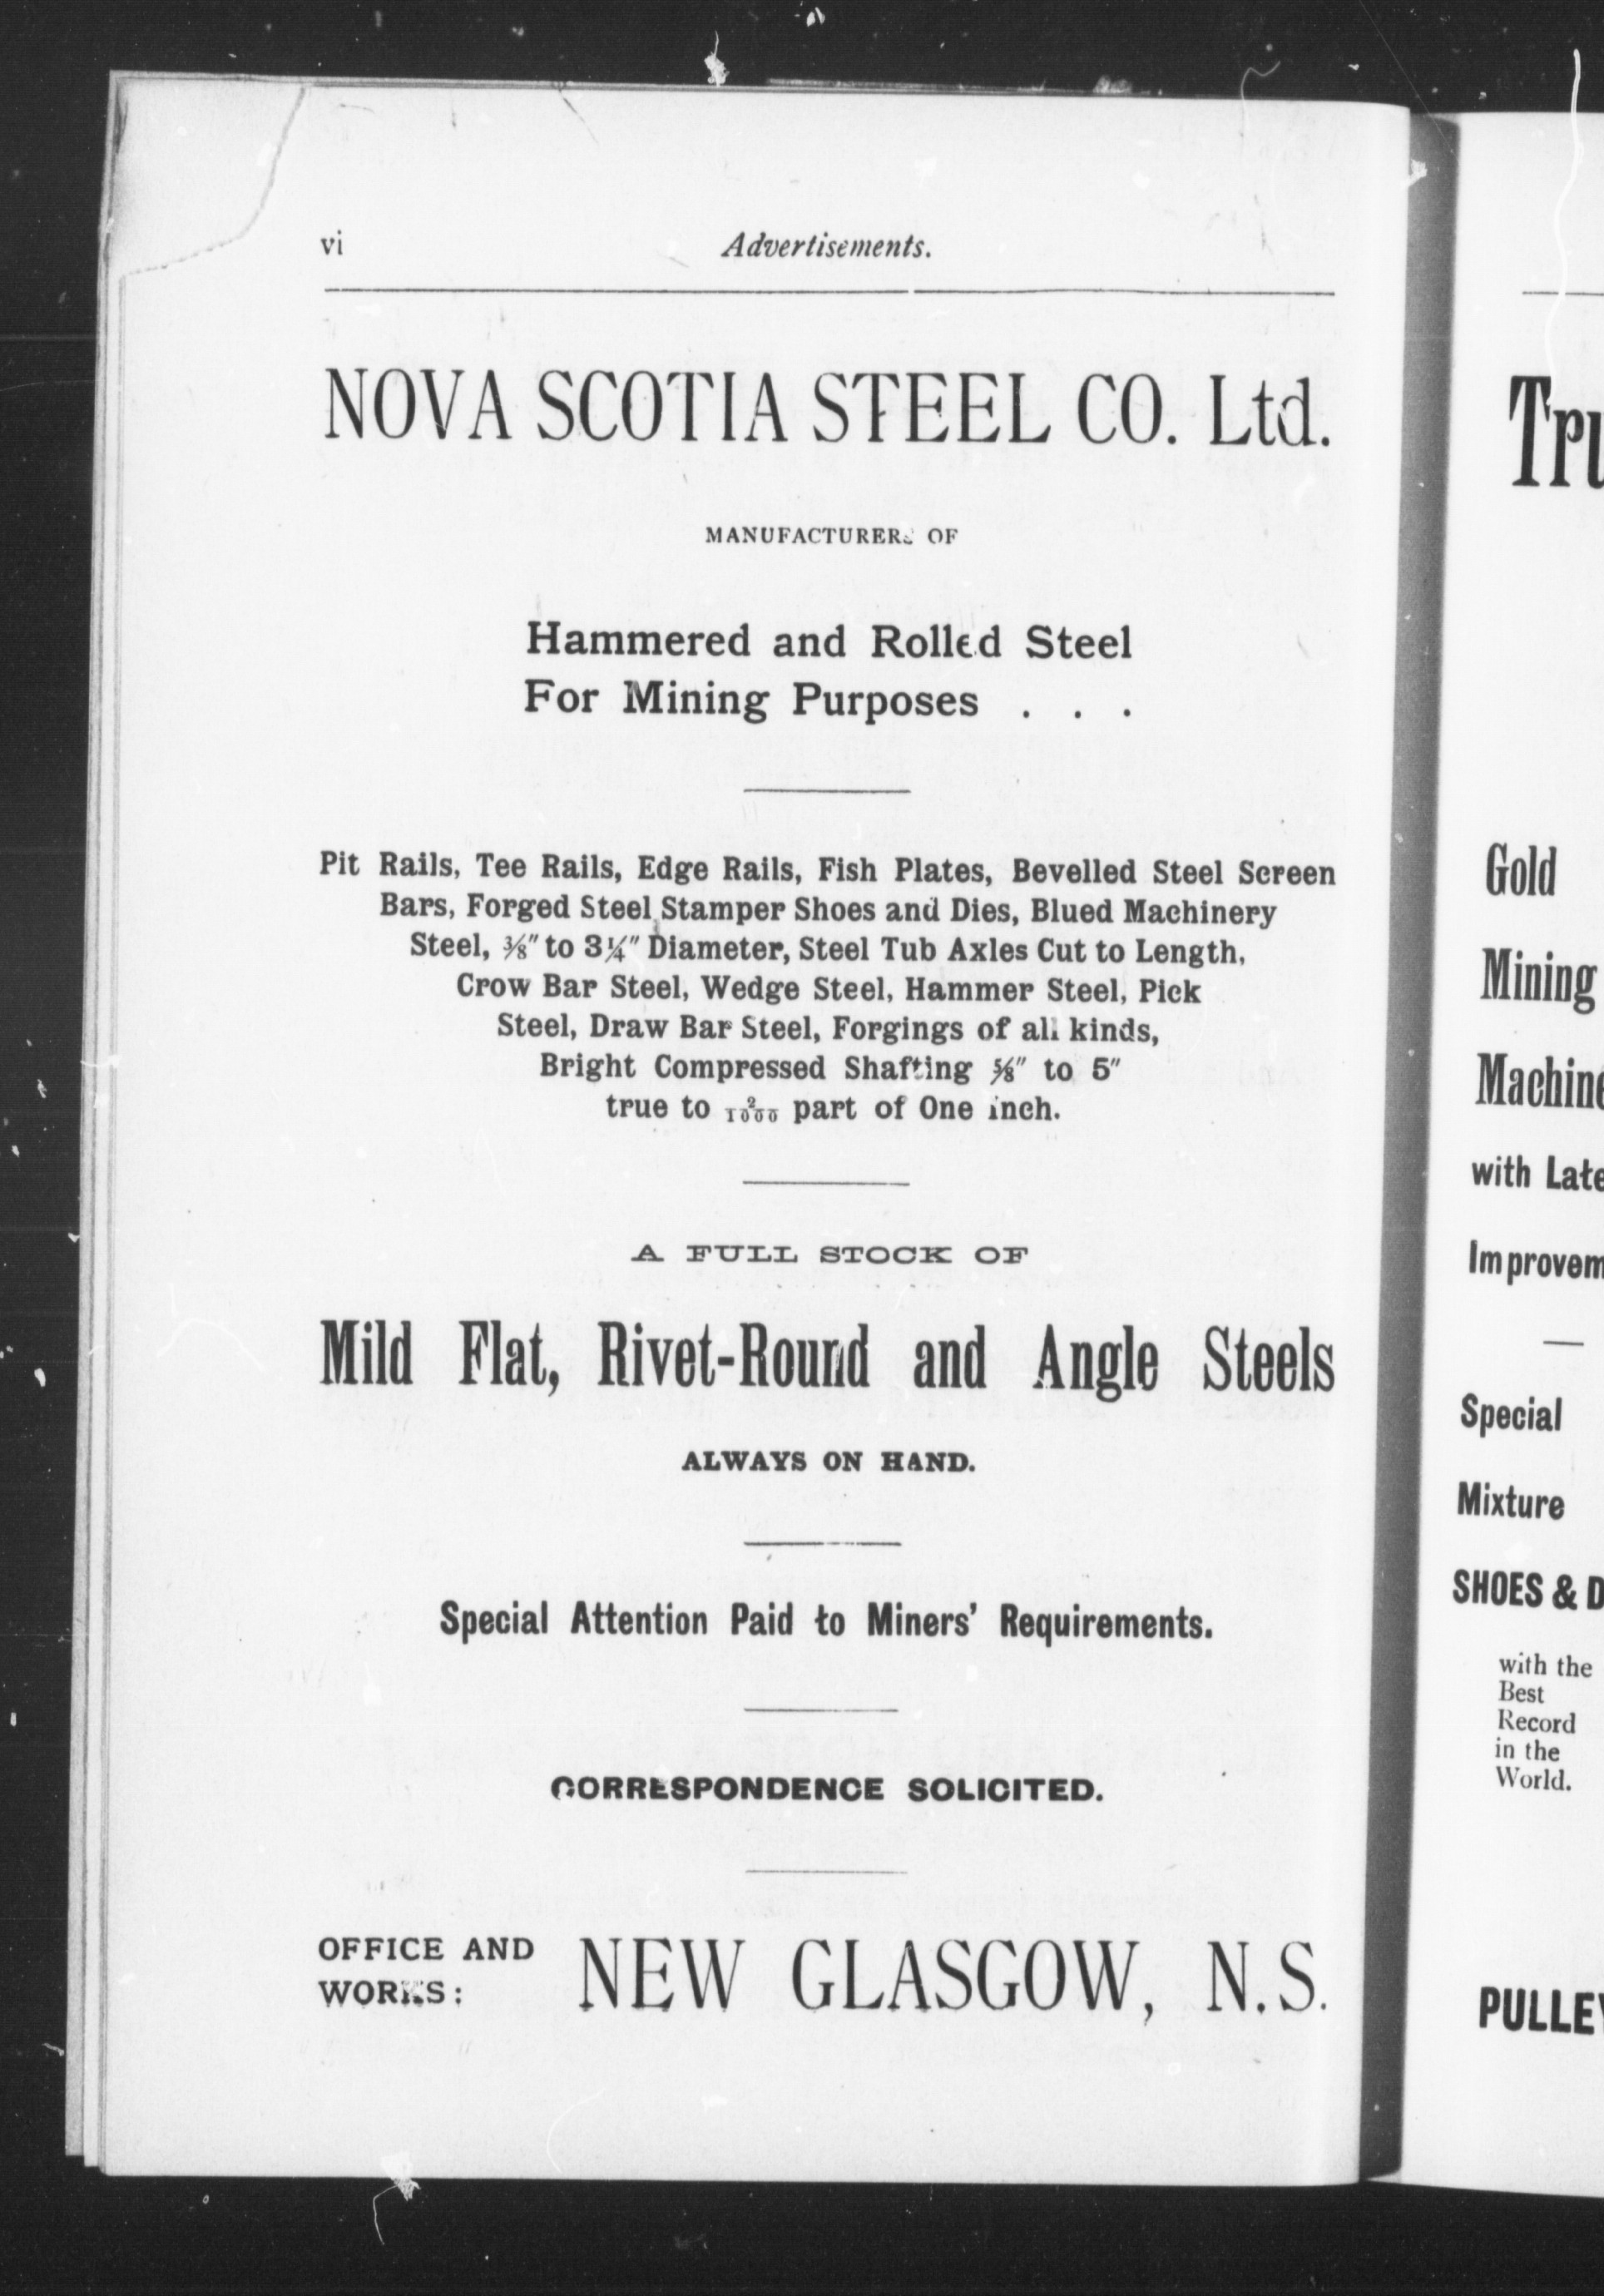 vi
Advertisements.
NOVA SCOTIA STEEL CO. Ltd.
MANUFACTURERS OF
Hammered and Rolled Steel
For Mining Purposes . . .
Pit Rails, Tee Rails, Edge Rails, Fish Plates, Bevelled Steel Screen
Bars, Forged Steel Stamper Shoes and Dies, Blued Machinery
Steel, ⅜" to 3¼" Diameter, Steel Tub Axles Cut to Length,
Crow Bar Steel, Wedge Steel, Hammer Steel, Pick
Steel, Draw Bar Steel, Forgings of all kinds,
Bright Compressed Shafting ⅝" to 5"
true to 2/1000 part of One inch.
A FULL STOCK OF
Mild Flat, Rivet-Round and Angle Steels
ALWAYS ON HAND.
Special Attention Paid to Miners' Requirements.
CORRESPONDENCE SOLICITED.
OFFICE AND
WORKS:
NEW GLASGOW, N.S.
Gold
Mining
with
Special
Mixture
SHOES &
with the
Best
Record
in the
World.